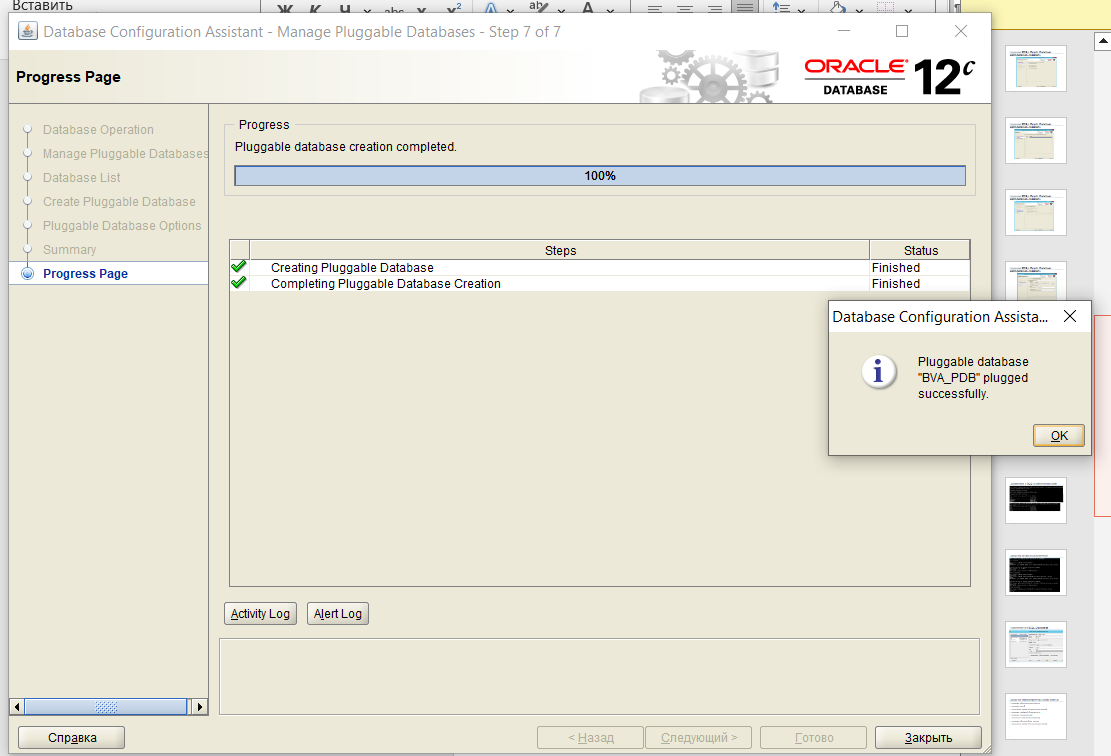 Вставить
Database Configuration Assistant - Manage Pluggable Databases - Step 7 of 7
Progress Page
ORACLE
DATABASE
12c
Database Operation
Manage Pluggable Databases
Database List
Create Pluggable Database
Pluggable Database Options
Summary
Progress Page
Progress
Pluggable database creation completed.
100%
Steps Status
Creating Pluggable Database Finished
Completing Pluggable Database Creation Finished
Database Configuration Assista...
Pluggable database
"BVA_PDB" plugged
successfully.
OK
Activity Log Alert Log
Справка < Назад Следующий > Готово Закрыть